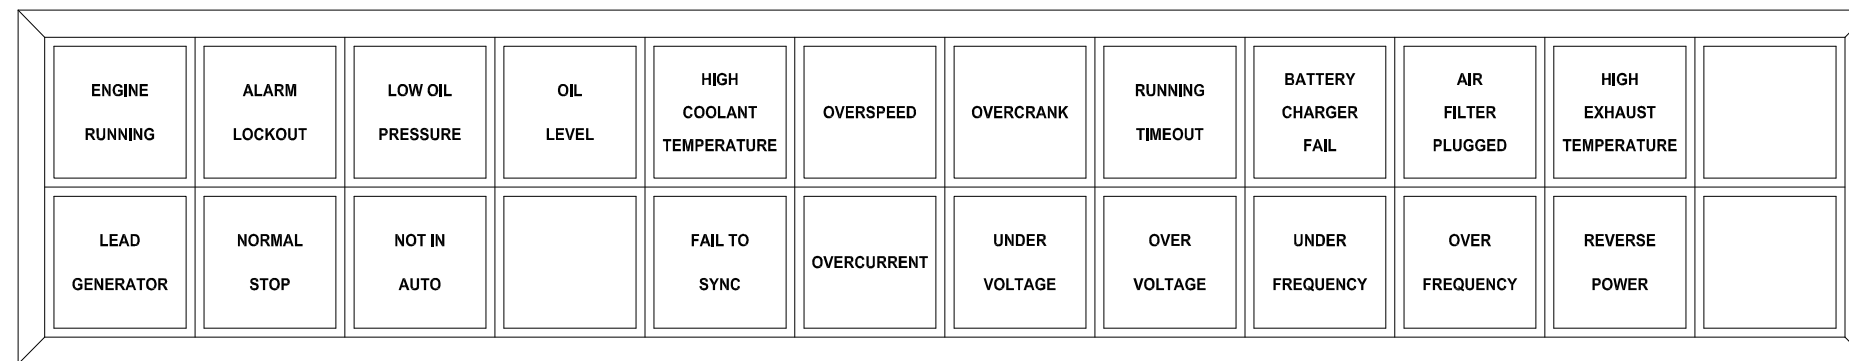 ENGINE
RUNNING
ALARM
LOCKOUT
LOW OIL
PRESSURE
OIL
LEVEL
HIGH
COOLANT
TEMPERATURE
OVERSPEED
OVERCRANK
RUNNING
TIMEOUT
BATTERY
CHARGER
FAIL
AIR
FILTER
PLUGGED
HIGH
EXHAUST
TEMPERATURE
LEAD
GENERATOR
NORMAL
STOP
NOT IN
AUTO
FAIL TO
SYNC
OVERCURRENT
UNDER
VOLTAGE
OVER
VOLTAGE
UNDER
FREQUENCY
OVER
FREQUENCY
REVERSE
POWER